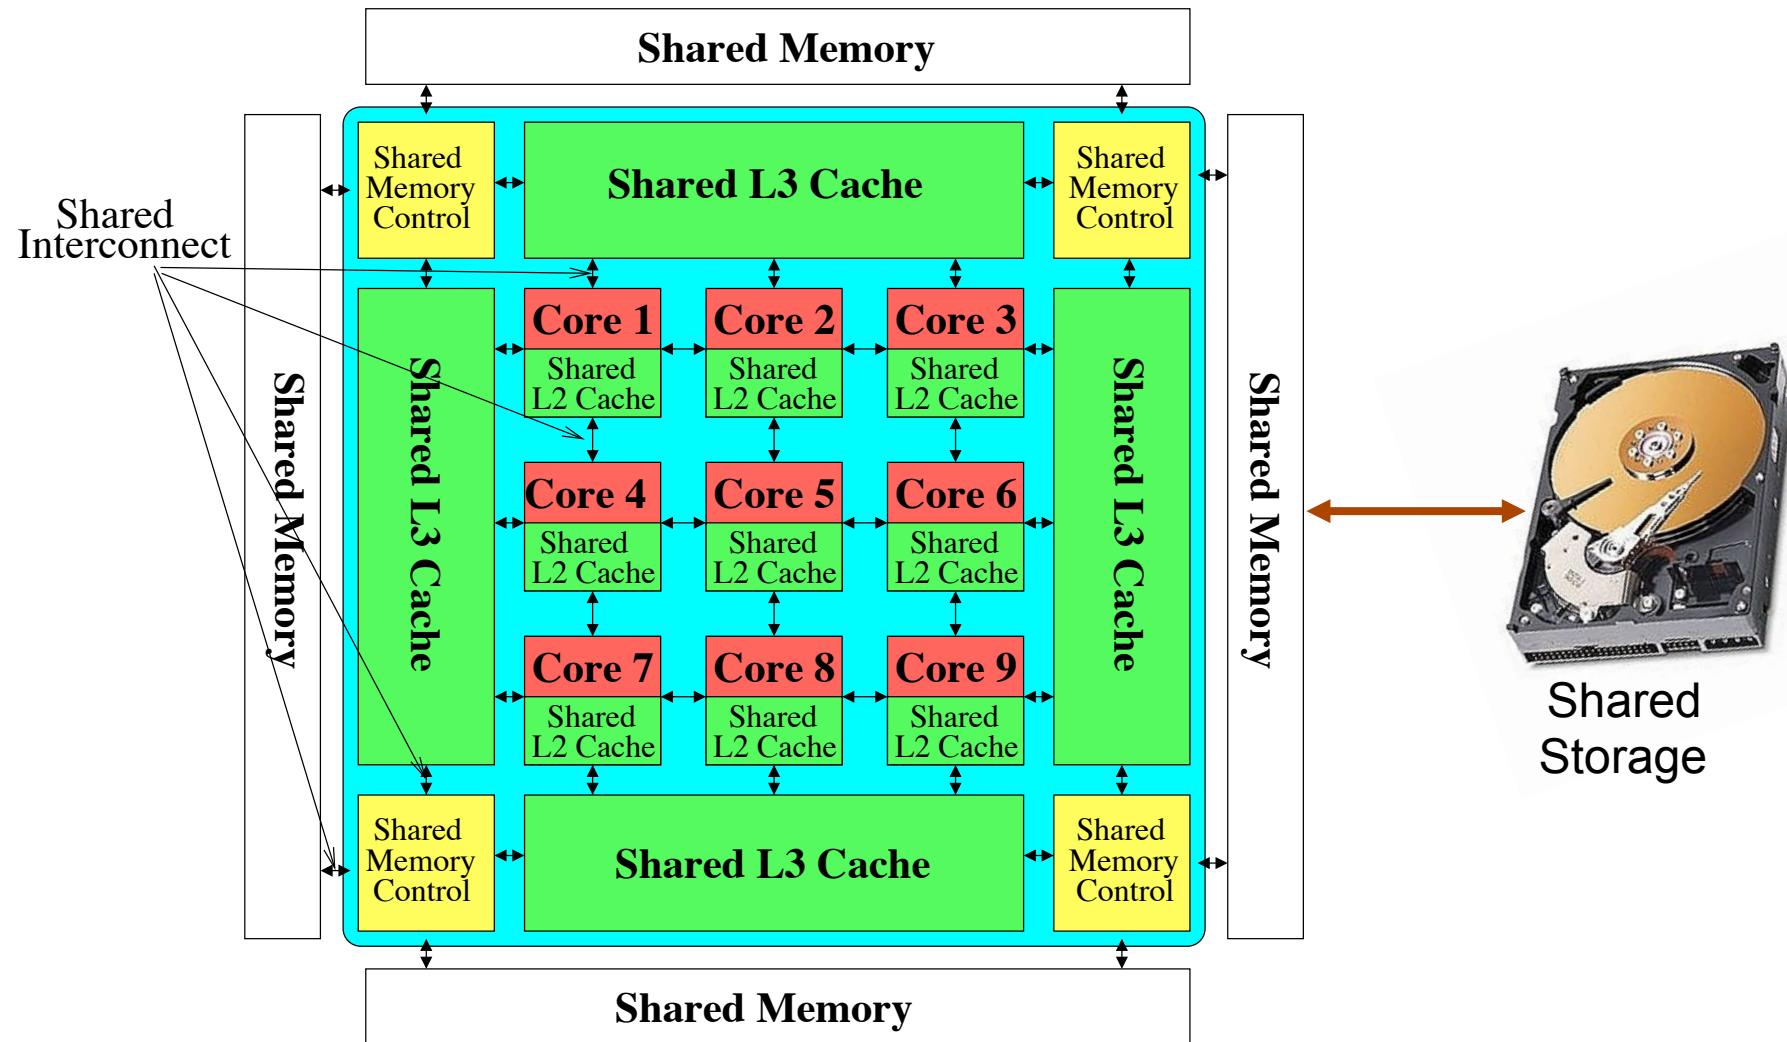 Shared Memory
Shared
Memory
Control
Shared L3 Cache
Shared
Memory
Control
Shared
Interconnect
Shared Memory
Shared L3 Cache
Core 1
Shared
L2 Cache
Core 2
Shared
L2 Cache
Core 3
Shared
L2 Cache
Core 4
Shared
L2 Cache
Core 5
Shared
L2 Cache
Core 6
Shared
L2 Cache
Core 7
Shared
L2 Cache
Core 8
Shared
L2 Cache
Core 9
Shared
L2 Cache
Shared L3 Cache
Shared Memory
Shared
Storage
Shared
Memory
Control
Shared L3 Cache
Shared
Memory
Control
Shared Memory